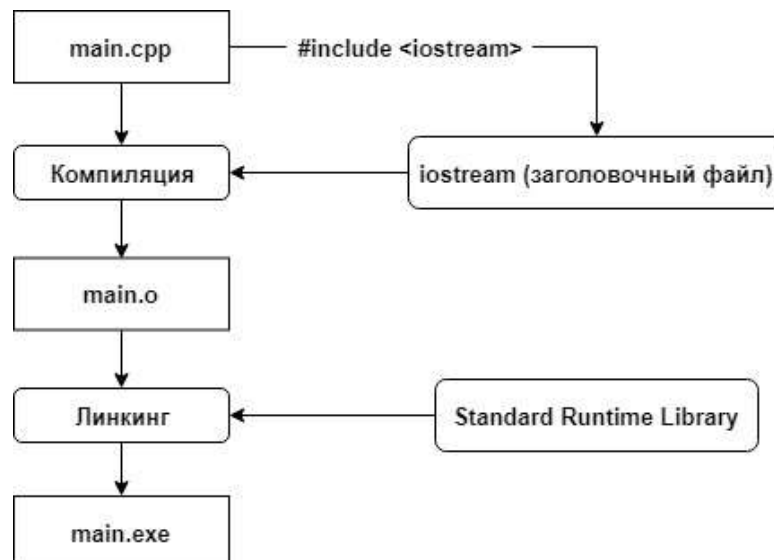 main.cpp
#include <iostream>
Компиляция
iostream (заголовочный файл)
main.o
Линкинг
Standard Runtime Library
main.exe